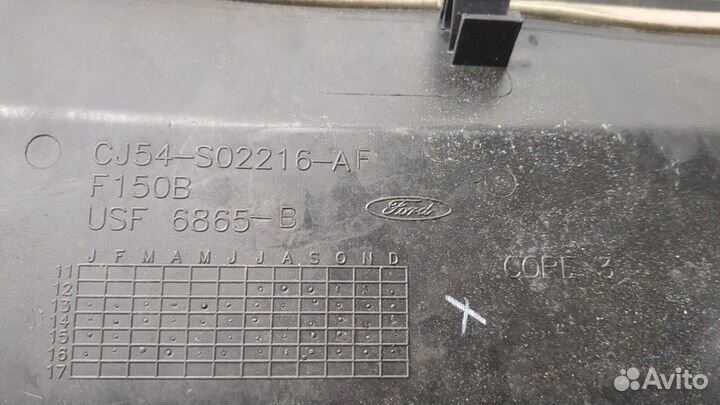 CJ54-S02216-AF
F150B
USF 6865-B
Ford
J F M A M J J A S O N D
11
12
13
14
15
16
17
CORE 3
Avito